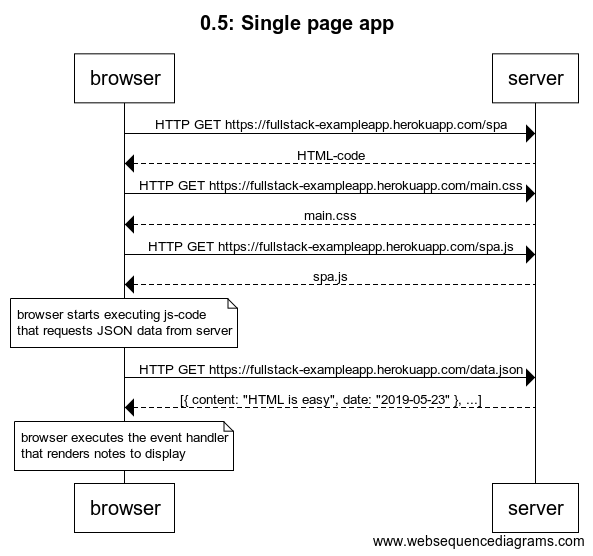 0.5: Single page app
browser
server
HTTP GET https://fullstack-exampleapp.herokuapp.com/spa
HTML-code
HTTP GET https://fullstack-exampleapp.herokuapp.com/main.css
main.css
HTTP GET https://fullstack-exampleapp.herokuapp.com/spa.js
spa.js
browser starts executing js-code
that requests JSON data from server
HTTP GET https://fullstack-exampleapp.herokuapp.com/data.json
[{ content: "HTML is easy", date: "2019-05-23" }, ...]
browser executes the event handler
that renders notes to display
browser
server
www.websequencediagrams.com